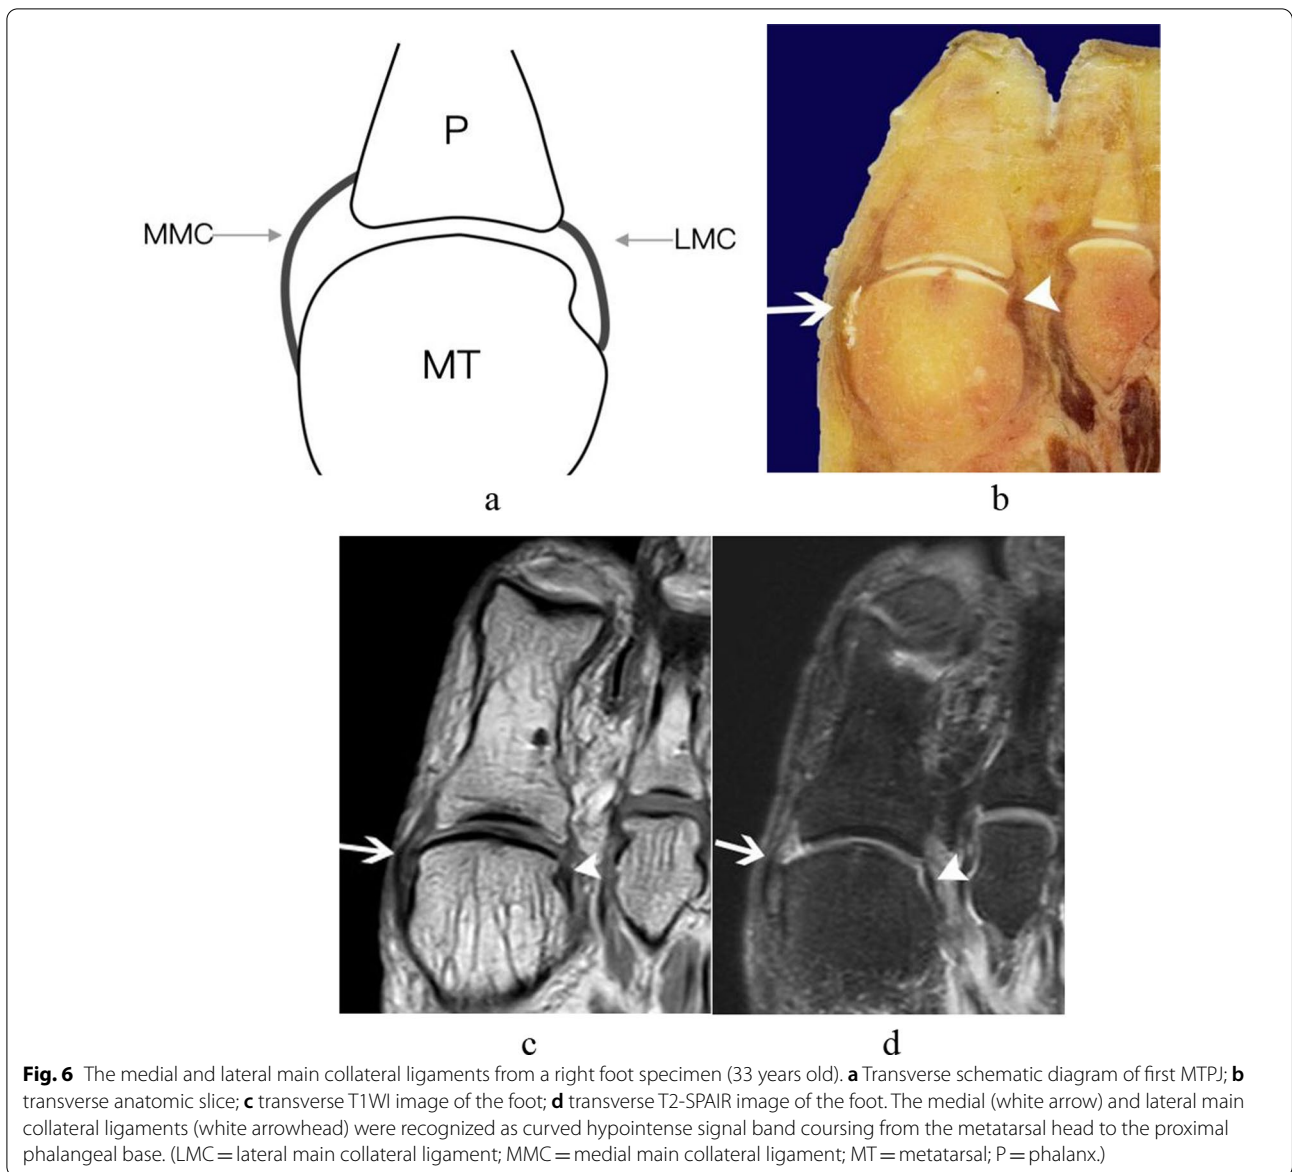 P
MMC
LMC
MT
a
b
c
d
Fig. 6 The medial and lateral main collateral ligaments from a right foot specimen (33 years old). a Transverse schematic diagram of first MTPJ; b
transverse anatomic slice; c transverse T1WI image of the foot; d transverse T2-SPAIR image of the foot. The medial (white arrow) and lateral main
collateral ligaments (white arrowhead) were recognized as curved hypointense signal band coursing from the metatarsal head to the proximal
phalangeal base. (LMC = lateral main collateral ligament; MMC = medial main collateral ligament; MT = metatarsal; P = phalanx.)